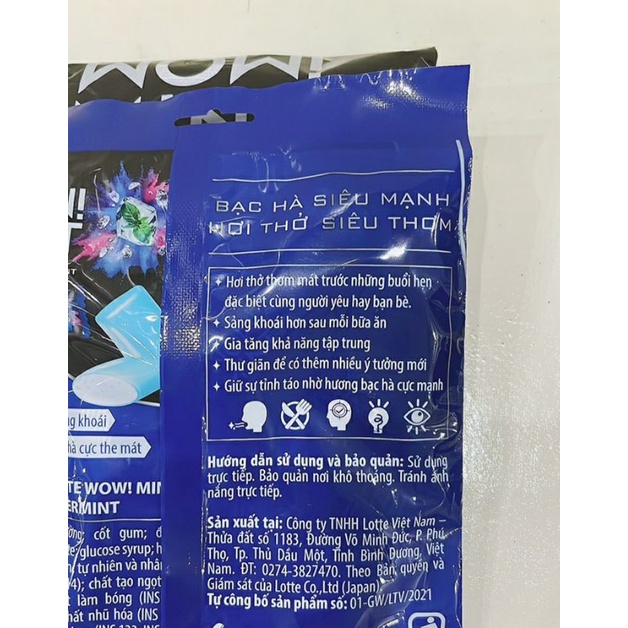 WOW!
BẠC HÀ SIÊU MẠNH
HƠI THỞ SIÊU THƠM
Hơi thở thơm mát trước những buổi hẹn
đặc biệt cùng người yêu hay bạn bè.
Sảng khoái hơn sau mỗi bữa ăn
Gia tăng khả năng tập trung
Thư giãn để có thêm nhiều ý tưởng mới
Giữ sự tỉnh táo nhờ hương bạc hà cực mạnh
Hướng dẫn sử dụng và bảo quản: Sử dụng
trực tiếp. Bảo quản nơi khô thoáng. Tránh ánh
nắng trực tiếp.
Sản xuất tại: Công ty TNHH Lotte Việt Nam –
Thửa đất số 1183, Đường Võ Minh Đức, P. Phú
Thọ, Tp. Thủ Dầu Một, Tỉnh Bình Dương, Việt
Nam. ĐT: 0274-3827470. Theo Bản quyền và
Giám sát của Lotte Co.,Ltd (Japan).
Tự công bố sản phẩm số: 01-GW/LTV/2021
khoái
cực the mát
WOW!
cốt gum;
glucose syrup;
tự nhiên và
chất tạo ngọt
làm bóng (INS
nhũ hóa (INS